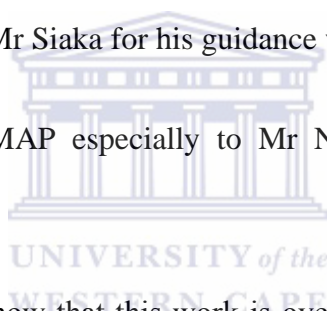 Mr Siaka for his guidance
MAP especially to Mr N
UNIVERSITY of the
now that this work is ove
WESTERN CAPE